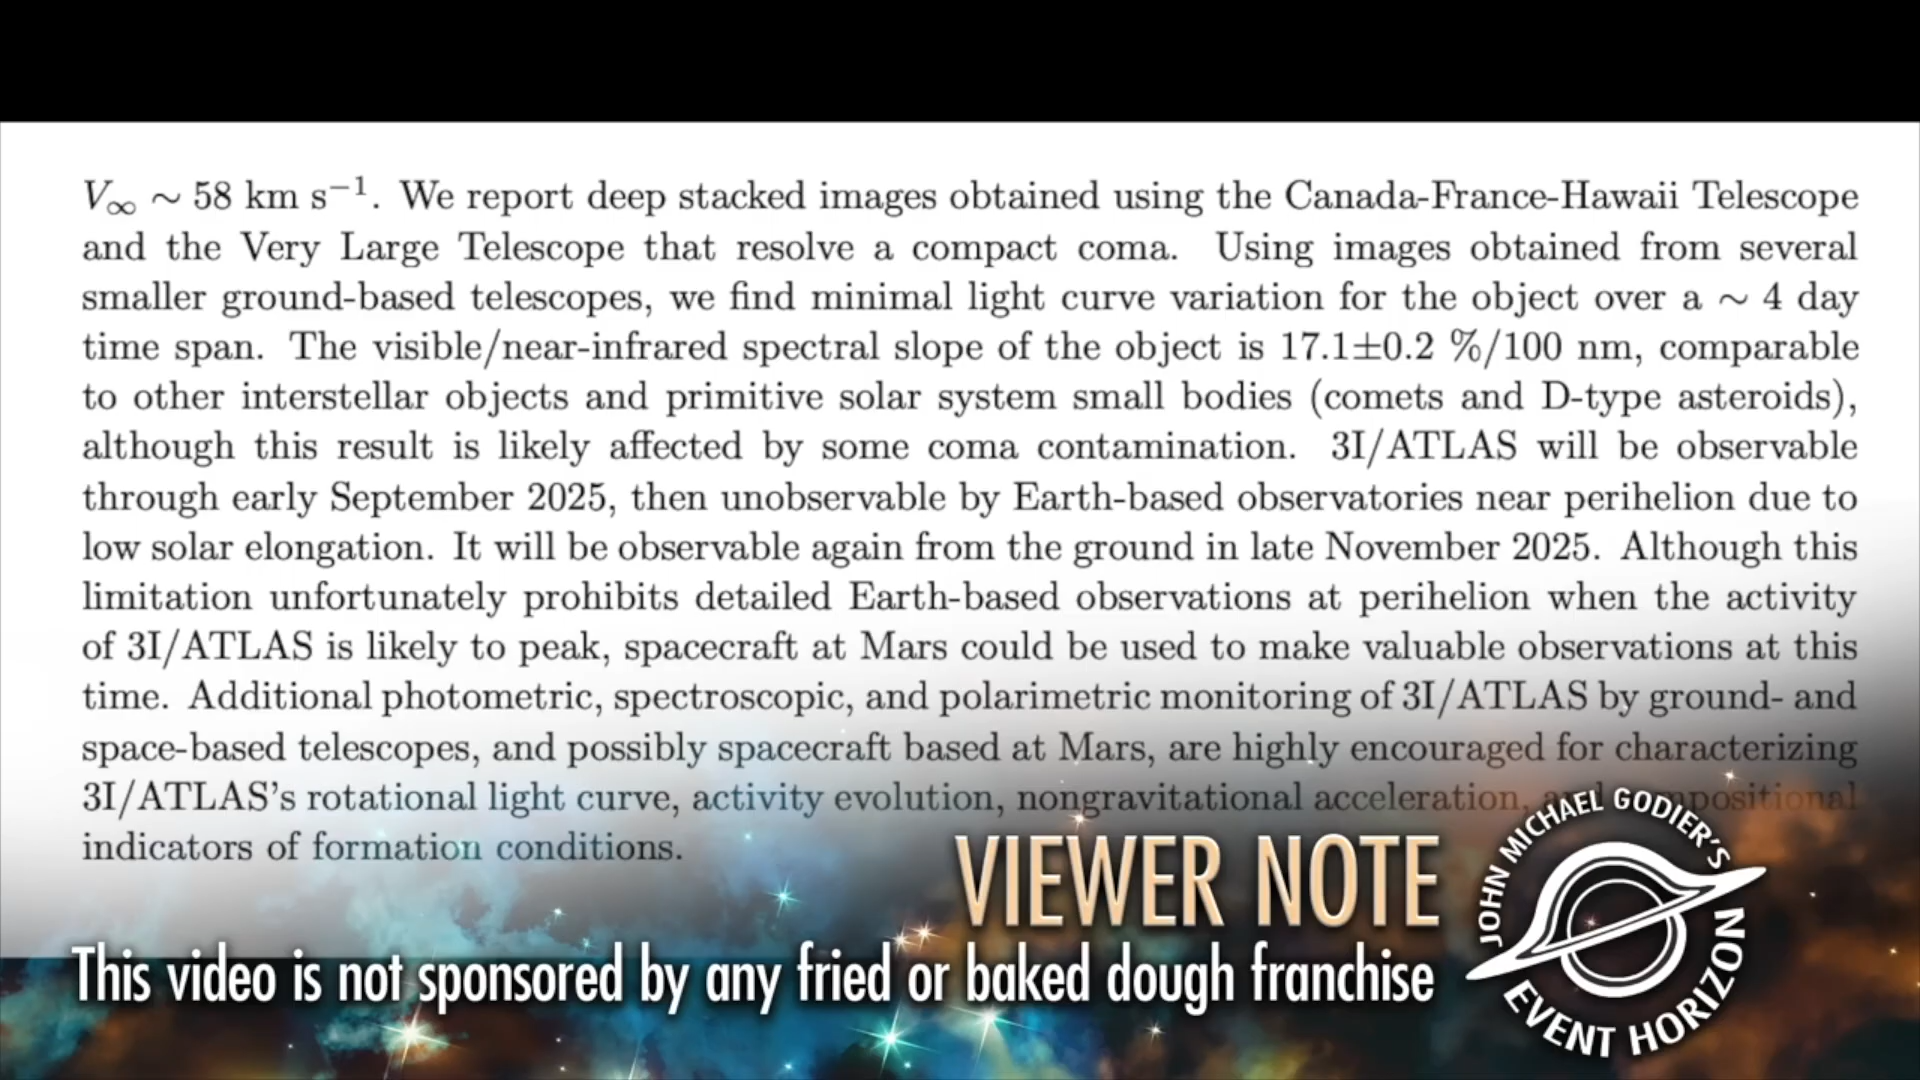 V∞ ∼ 58 km s−1. We report deep stacked images obtained using the Canada-France-Hawaii Telescope
and the Very Large Telescope that resolve a compact coma. Using images obtained from several
smaller ground-based telescopes, we find minimal light curve variation for the object over a ∼ 4 day
time span. The visible/near-infrared spectral slope of the object is 17.1±0.2 %/100 nm, comparable
to other interstellar objects and primitive solar system small bodies (comets and D-type asteroids),
although this result is likely affected by some coma contamination. 3I/ATLAS will be observable
through early September 2025, then unobservable by Earth-based observatories near perihelion due to
low solar elongation. It will be observable again from the ground in late November 2025. Although this
limitation unfortunately prohibits detailed Earth-based observations at perihelion when the activity
of 3I/ATLAS is likely to peak, spacecraft at Mars could be used to make valuable observations at this
time. Additional photometric, spectroscopic, and polarimetric monitoring of 3I/ATLAS by ground- and
space-based telescopes, and possibly spacecraft based at Mars, are highly encouraged for characterizing
3I/ATLAS's rotational light curve, activity evolution, nongravitational acceleration, and compositional
indicators of formation conditions.
VIEWER NOTE
This video is not sponsored by any fried or baked dough franchise
JOHN MICHAEL GODIER'S
EVENT HORIZON